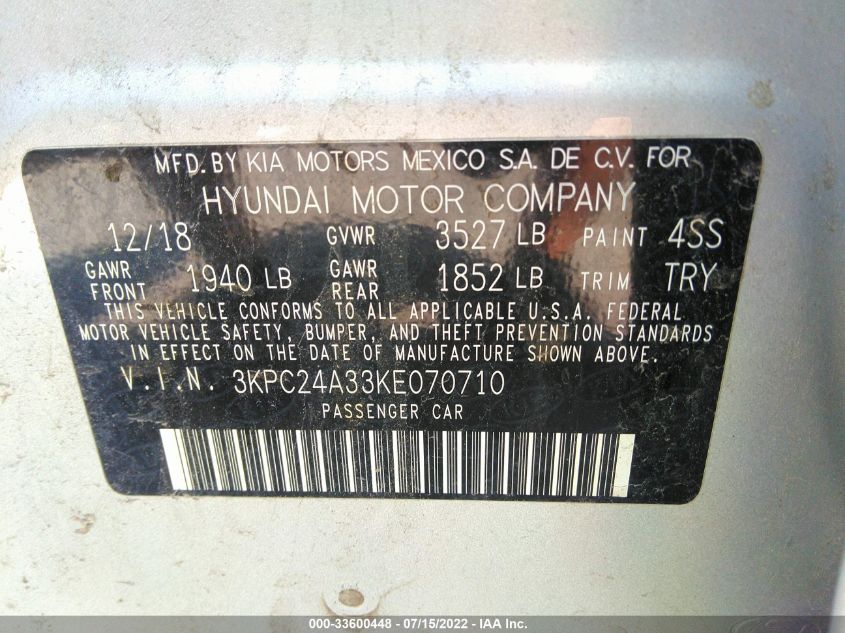 MFD. BY KIA MOTORS MEXICO S.A. DE C.V. FOR
HYUNDAI MOTOR COMPANY
12/18 GVWR 3527 LB PAINT 4SS
GAWR FRONT 1940 LB GAWR REAR 1852 LB TRIM TRY
THIS VEHICLE CONFORMS TO ALL APPLICABLE U.S.A. FEDERAL
MOTOR VEHICLE SAFETY, BUMPER, AND THEFT PREVENTION STANDARDS
IN EFFECT ON THE DATE OF MANUFACTURE SHOWN ABOVE.
V.I.N. 3KPC24A33KE070710
PASSENGER CAR
000-33600448 - 07/15/2022 - IAA Inc.